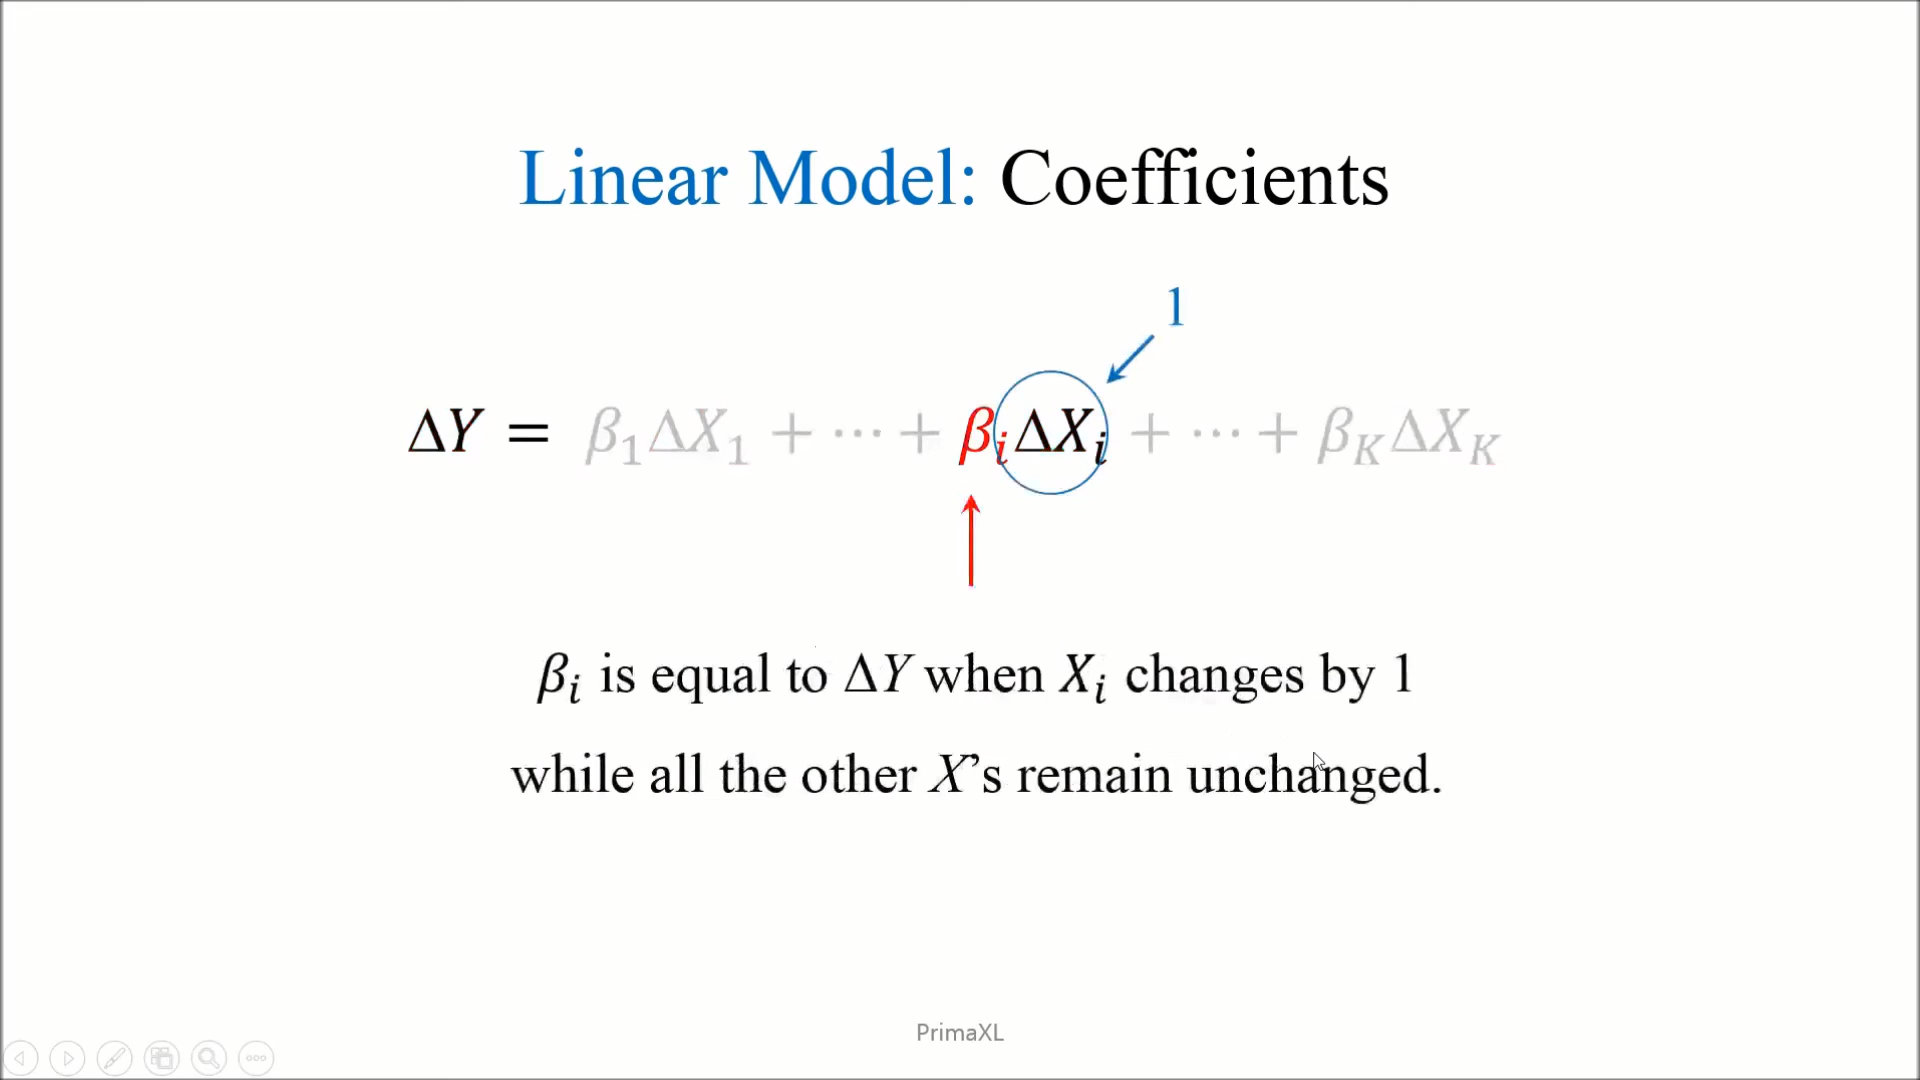 Linear Model: Coefficients
1
ΔY = β₁ΔX₁ + ⋯ + βᵢΔXᵢ + ⋯ + β_KΔX_K
βᵢ is equal to ΔY when Xᵢ changes by 1
while all the other X’s remain unchanged.
PrimaXL